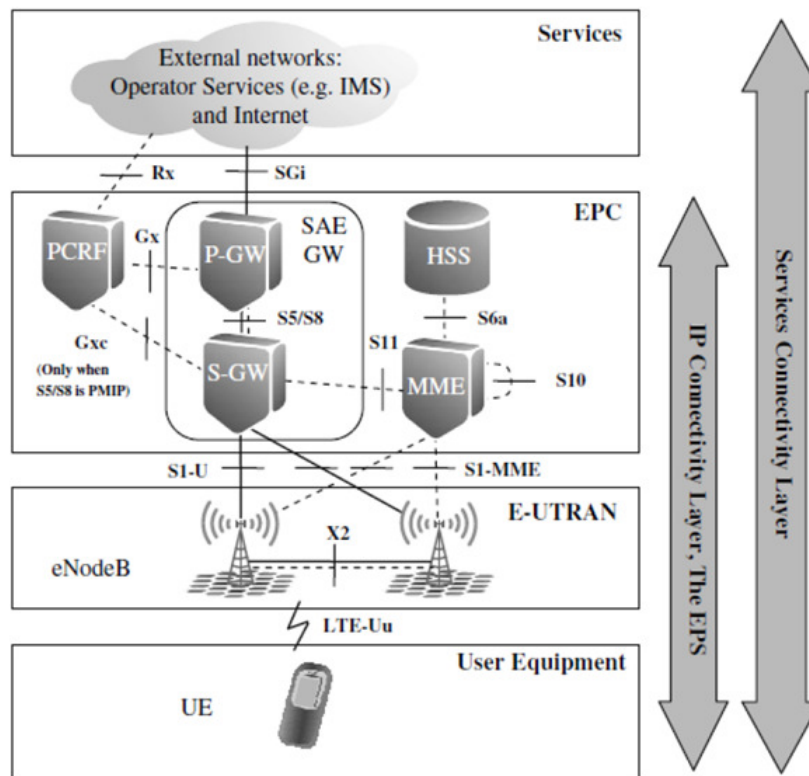 Services
External networks:
Operator Services (e.g. IMS)
and Internet
Rx
SGi
EPC
SAE
GW
PCRF
Gx
P-GW
HSS
S5/S8
S6a
Gxc
(Only when
S5/S8 is PMIP)
S-GW
S11
MME
S10
S1-U
S1-MME
E-UTRAN
X2
eNodeB
LTE-Uu
User Equipment
UE
IP Connectivity Layer, The EPS
Services Connectivity Layer